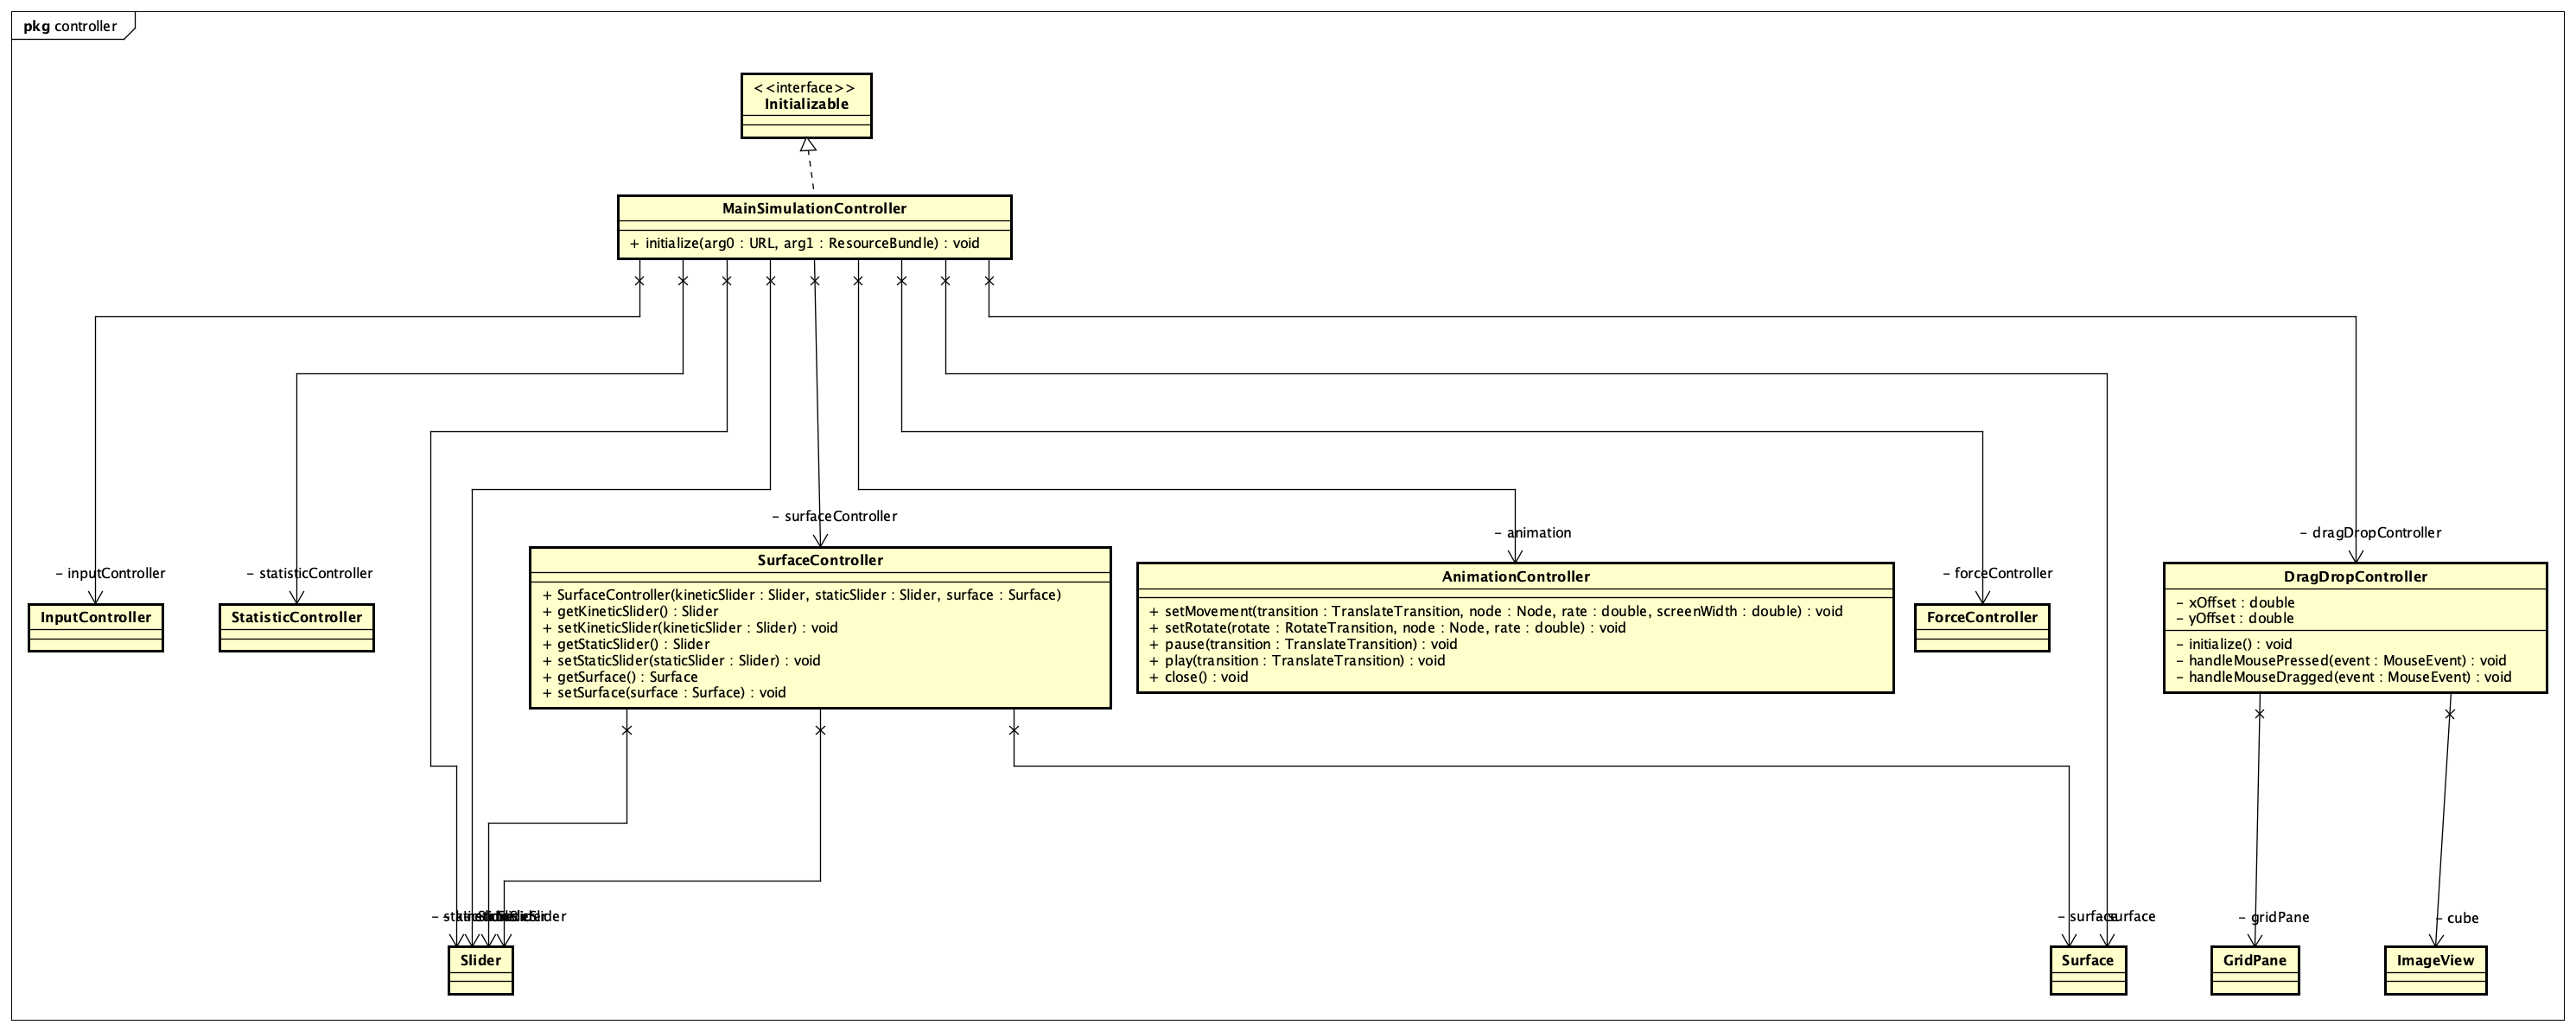 pkg controller
<<interface>>
Initializable
MainSimulationController
+ initialize(arg0 : URL, arg1 : ResourceBundle) : void
- surfaceController
- animation
- dragDropController
- inputController
- statisticController
- forceController
SurfaceController
+ SurfaceController(kineticSlider : Slider, staticSlider : Slider, surface : Surface)
+ getKineticSlider() : Slider
+ setKineticSlider(kineticSlider : Slider) : void
+ getStaticSlider() : Slider
+ setStaticSlider(staticSlider : Slider) : void
+ getSurface() : Surface
+ setSurface(surface : Surface) : void
AnimationController
+ setMovement(transition : TranslateTransition, node : Node, rate : double, screenWidth : double) : void
+ setRotate(rotate : RotateTransition, node : Node, rate : double) : void
+ pause(transition : TranslateTransition) : void
+ play(transition : TranslateTransition) : void
+ close() : void
DragDropController
- xOffset : double
- yOffset : double
- initialize() : void
- handleMousePressed(event : MouseEvent) : void
- handleMouseDragged(event : MouseEvent) : void
InputController
StatisticController
ForceController
- surface
surface
- gridPane
- cube
Slider
Surface
GridPane
ImageView